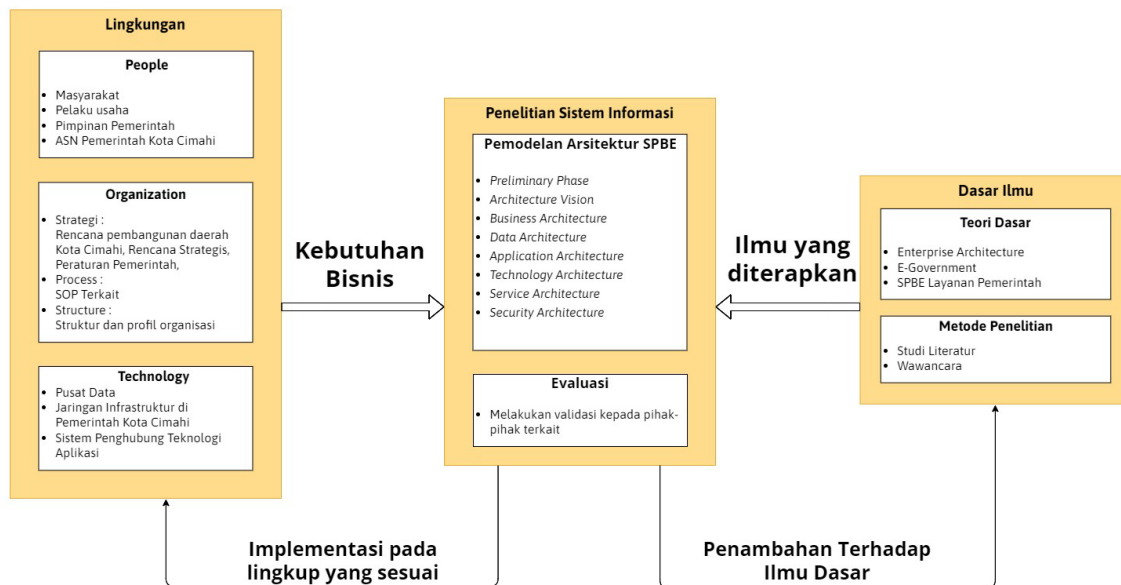 Lingkungan
People
• Masyarakat
• Pelaku usaha
• Pimpinan Pemerintah
• ASN Pemerintah Kota Cimahi
Organization
• Strategi :
Rencana pembangunan daerah
Kota Cimahi, Rencana Strategis,
Peraturan Pemerintah,
• Process :
SOP Terkait
• Structure :
Struktur dan profil organisasi
Technology
• Pusat Data
• Jaringan Infrastruktur di
Pemerintah Kota Cimahi
• Sistem Penghubung Teknologi
Aplikasi
Kebutuhan
Bisnis
Penelitian Sistem Informasi
Pemodelan Arsitektur SPBE
• Preliminary Phase
• Architecture Vision
• Business Architecture
• Data Architecture
• Application Architecture
• Technology Architecture
• Service Architecture
• Security Architecture
Evaluasi
• Melakukan validasi kepada pihak-
pihak terkait
Ilmu yang
diterapkan
Dasar Ilmu
Teori Dasar
• Enterprise Architecture
• E-Government
• SPBE Layanan Pemerintah
Metode Penelitian
• Studi Literatur
• Wawancara
Implementasi pada
lingkup yang sesuai
Penambahan Terhadap
Ilmu Dasar